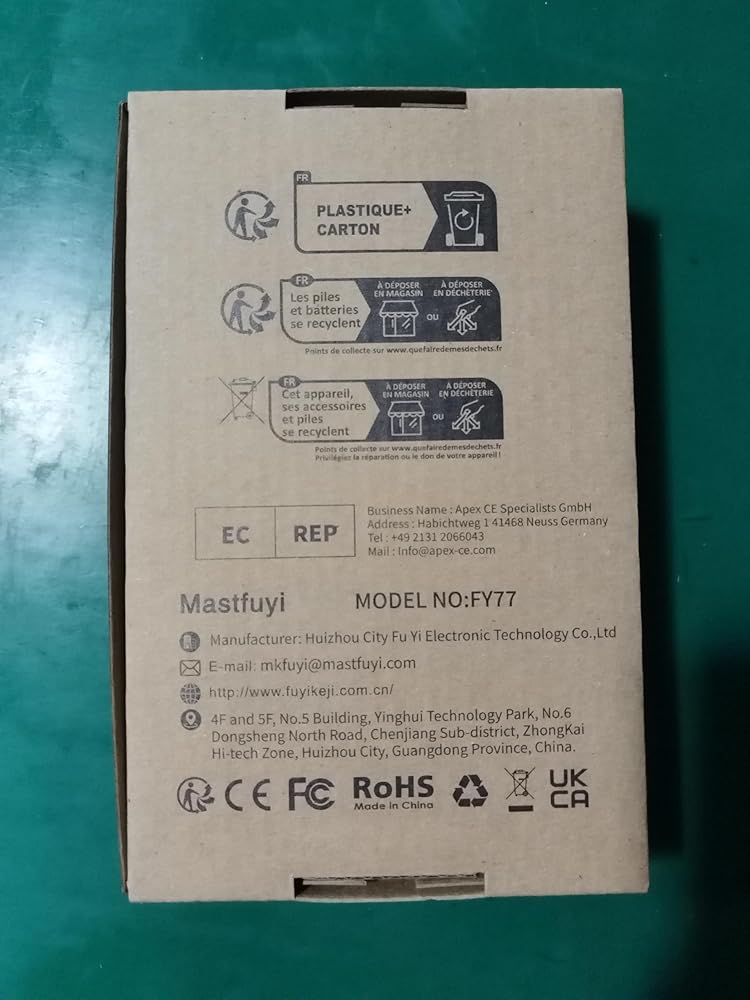 FR
PLASTIQUE+
CARTON
FR
Les piles
et batteries
se recyclent
À DÉPOSER
EN MAGASIN
OU
À DÉPOSER
EN DÉCHÈTERIE
Points de collecte sur www.quefairedemesdechets.fr
FR
Cet appareil,
ses accessoires
et piles
se recyclent
À DÉPOSER
EN MAGASIN
OU
À DÉPOSER
EN DÉCHÈTERIE
Points de collecte sur www.quefairedemesdechets.fr
Privilégiez la réparation ou le don de votre appareil !
EC REP
Business Name : Apex CE Specialists GmbH
Address : Habichtweg 1 41468 Neuss Germany
Tel : +49 2131 2066043
Mail : Info@apex-ce.com
Mastfuyi MODEL NO:FY77
Manufacturer: Huizhou City Fu Yi Electronic Technology Co.,Ltd
E-mail: mkfuyi@mastfuyi.com
http://www.fuyikeji.com.cn/
4F and 5F, No.5 Building, Yinghui Technology Park, No.6
Dongsheng North Road, Chenjiang Sub-district, ZhongKai
Hi-tech Zone, Huizhou City, Guangdong Province, China.
CE FC RoHS UK
Made in China CA